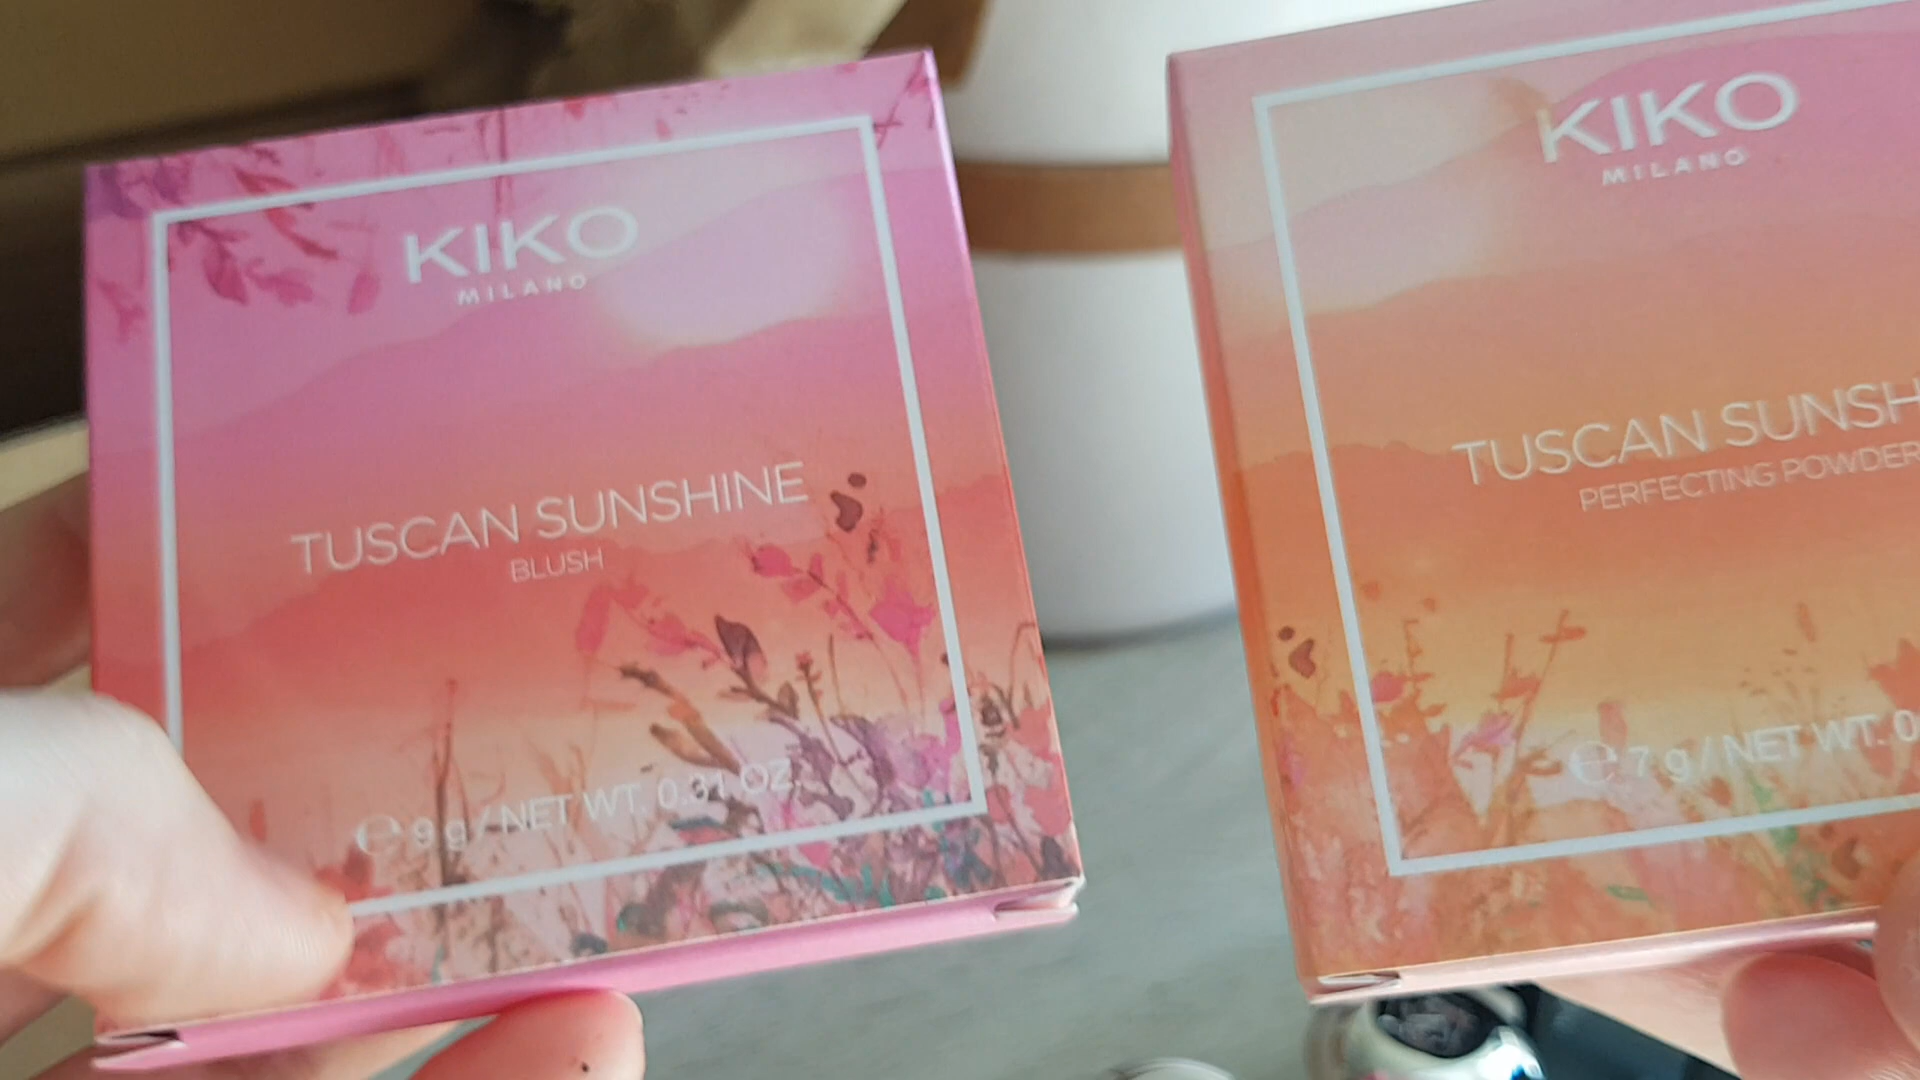 KIKO
MILANO
TUSCAN SUNSHINE
BLUSH
℮ 9 g / NET WT. 0.31 OZ.
KIKO
MILANO
TUSCAN SUNSH
PERFECTING POWDER
℮ 7 g / NET WT. 0